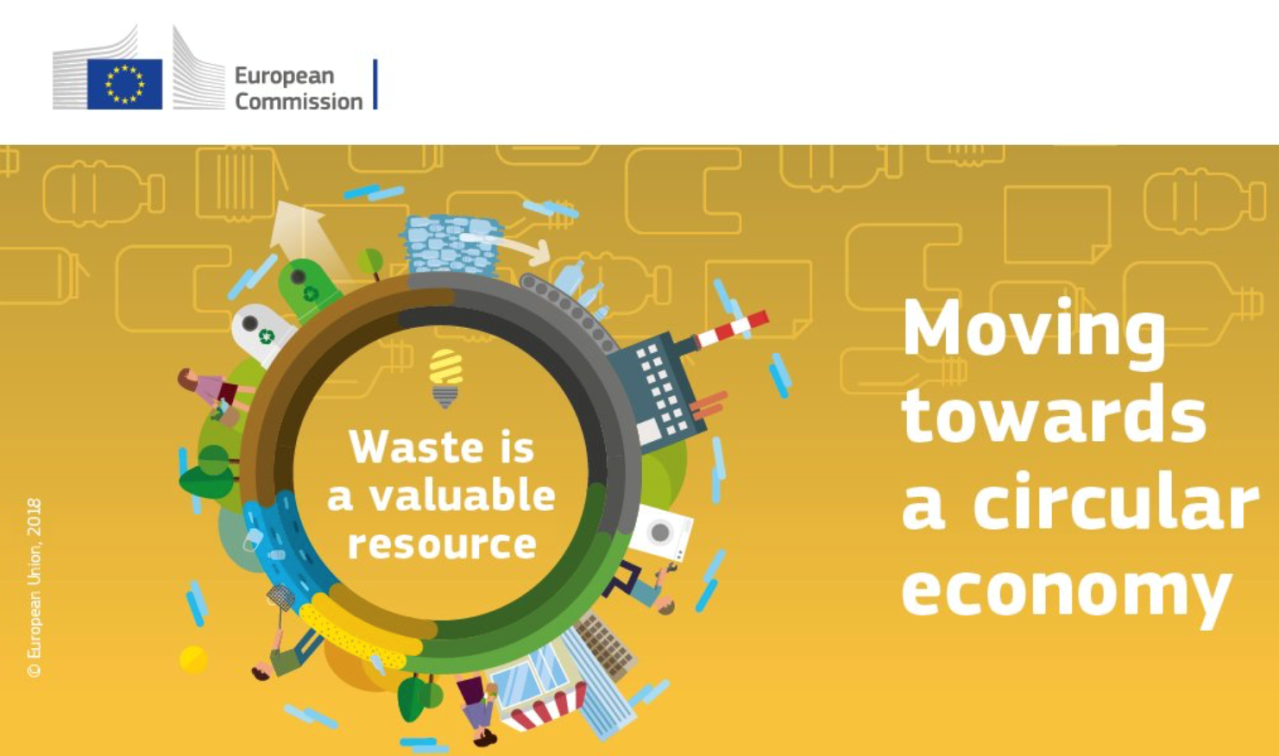 European
Commission
Moving
towards
a circular
economy
Waste is
a valuable
resource
© European Union, 2018